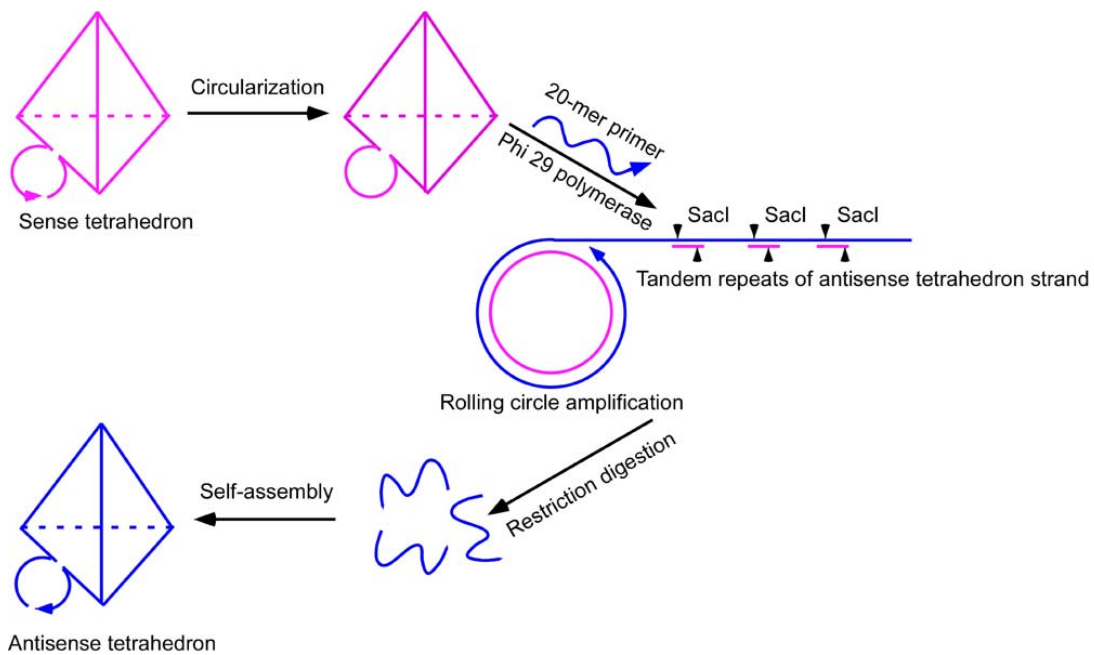 Circularization
20-mer primer
Phi 29 polymerase
Sense tetrahedron
SacI SacI SacI
Tandem repeats of antisense tetrahedron strand
Rolling circle amplification
Restriction digestion
Self-assembly
Antisense tetrahedron